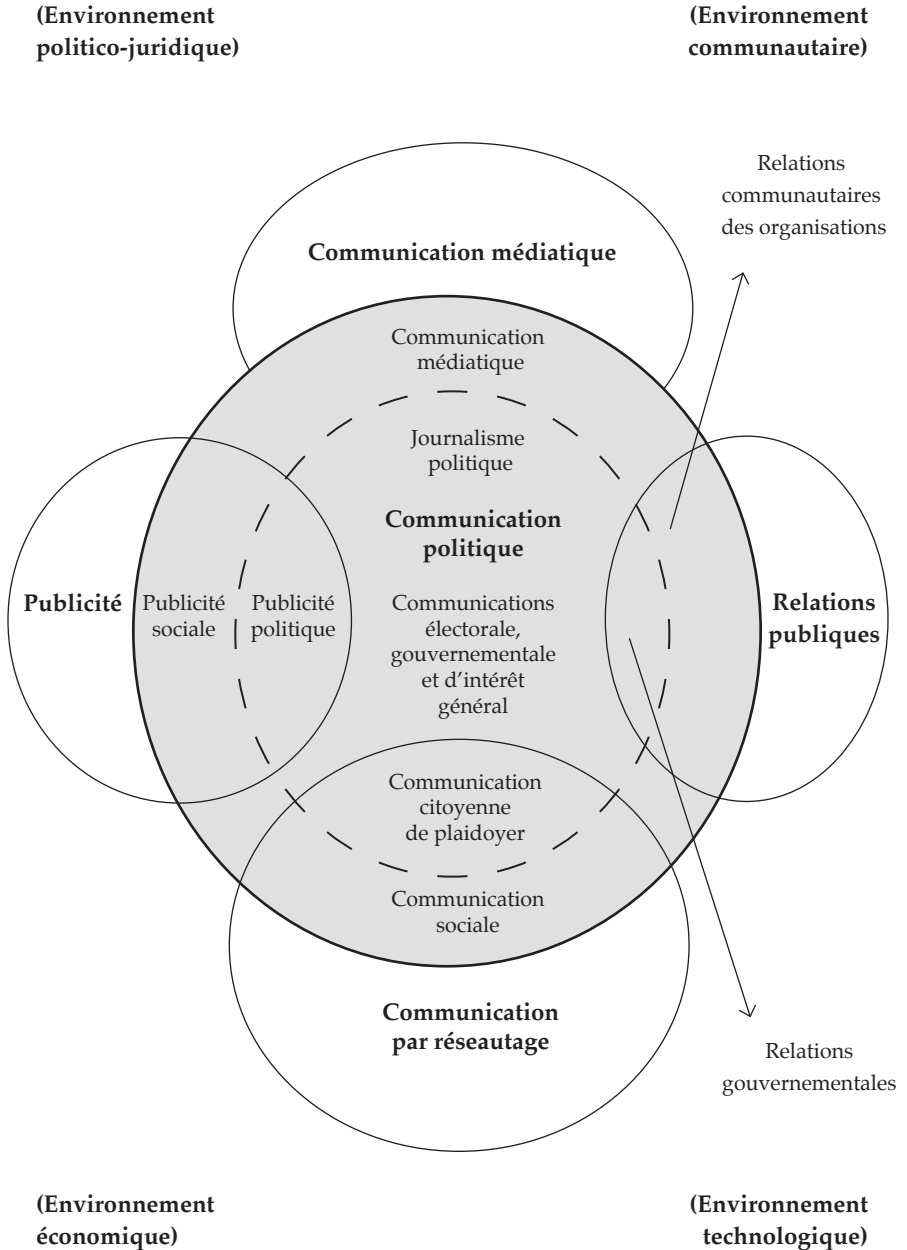 (Environnement
politico-juridique)
(Environnement
communautaire)
Relations
communautaires
des organisations
Communication médiatique
Communication
médiatique
Journalisme
politique
Communication
politique
Publicité
Publicité
sociale
Publicité
politique
Communications
électorale,
gouvernementale
et d’intérêt
général
Relations
publiques
Communication
citoyenne
de plaidoyer
Communication
sociale
Communication
par réseautage
Relations
gouvernementales
(Environnement
économique)
(Environnement
technologique)